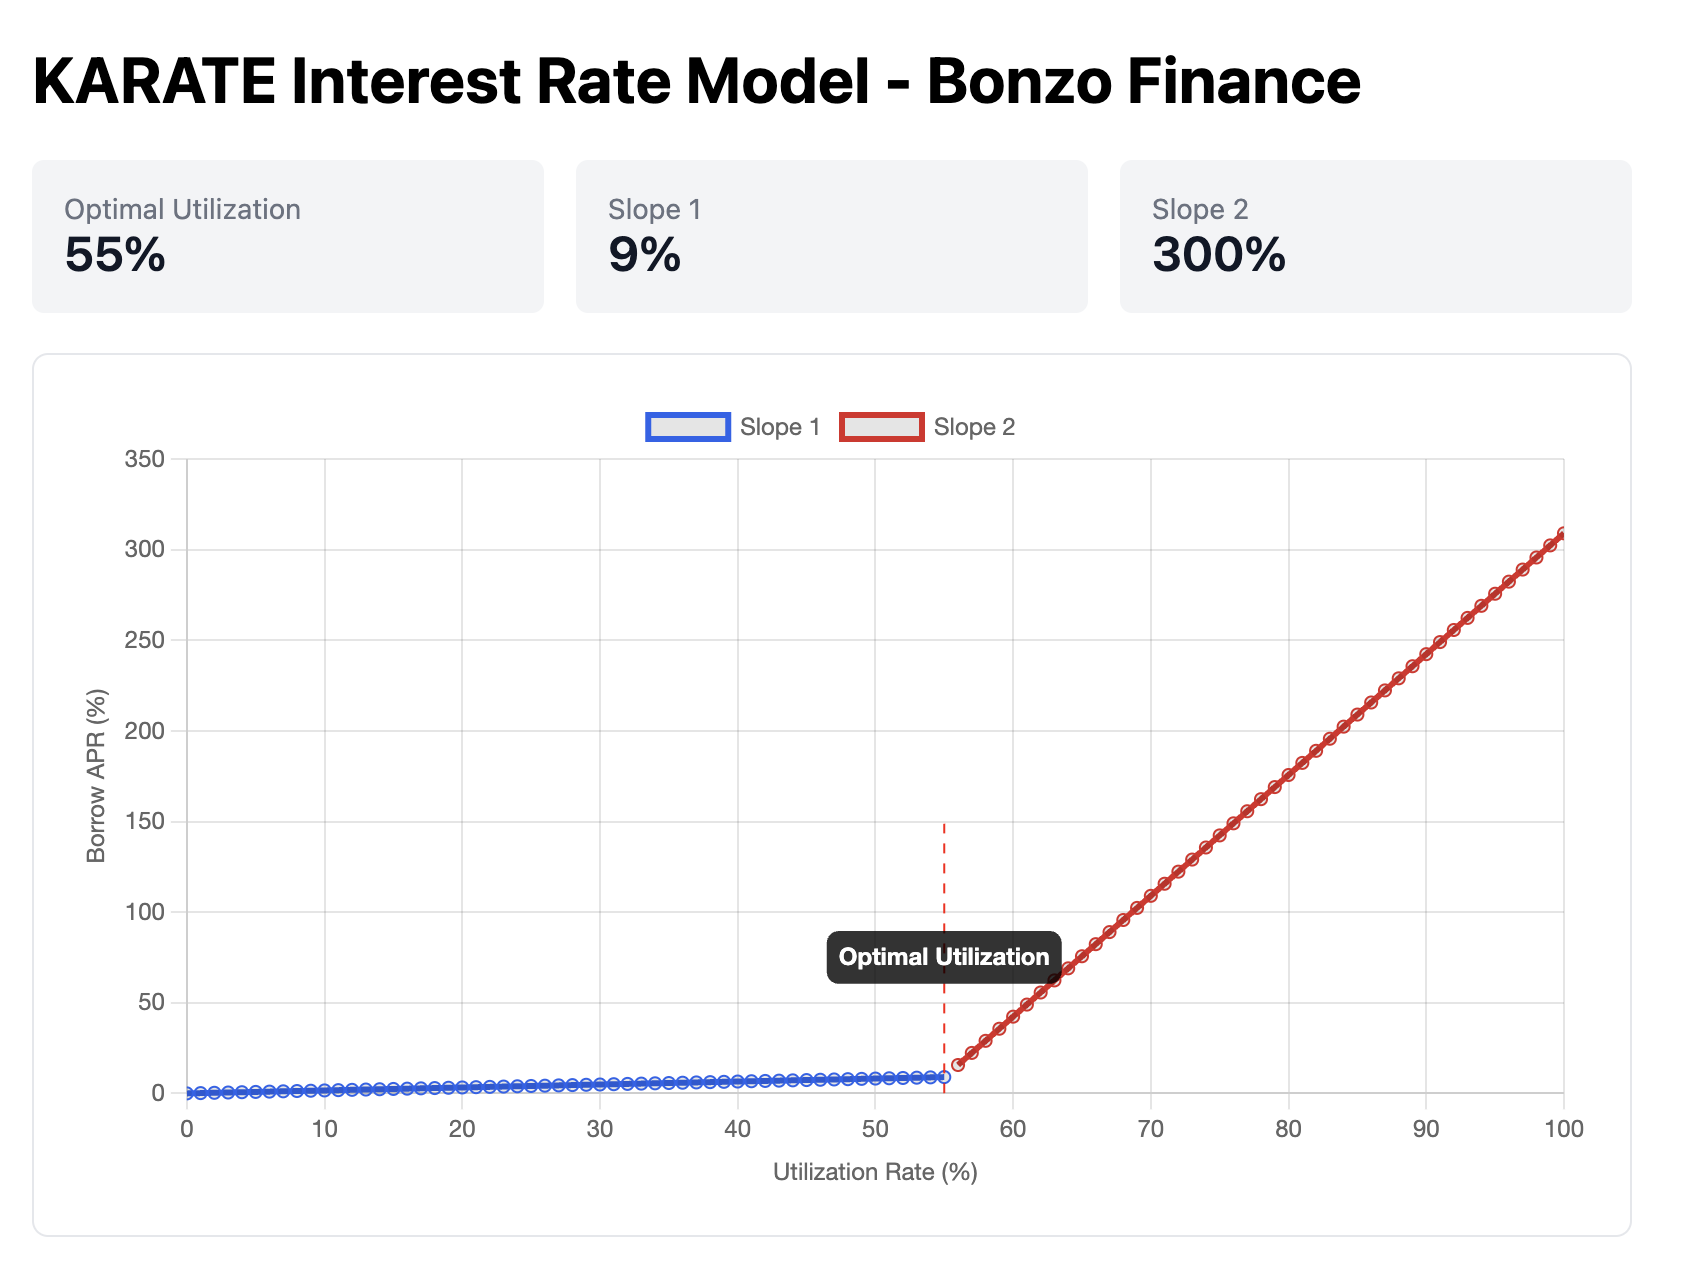 KARATE Interest Rate Model - Bonzo Finance
Optimal Utilization
55%
Slope 1
9%
Slope 2
300%
Slope 1
Slope 2
350
300
250
200
150
100
50
0
Borrow APR (%)
Optimal Utilization
0 10 20 30 40 50 60 70 80 90 100
Utilization Rate (%)